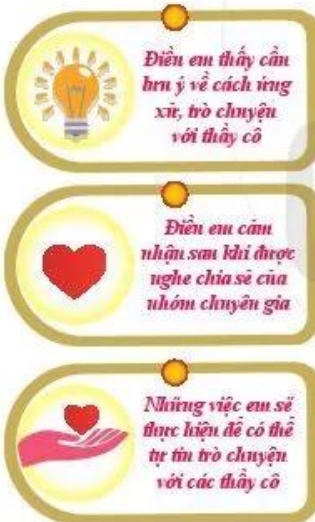 Điều em thấy cần
lưu ý về cách ứng
xử, trò chuyện
với thầy cô
Điều em cảm
nhận sau khi được
nghe chia sẻ của
nhóm chuyên gia
Những việc em sẽ
thực hiện để có thể
tự tin trò chuyện
với các thầy cô